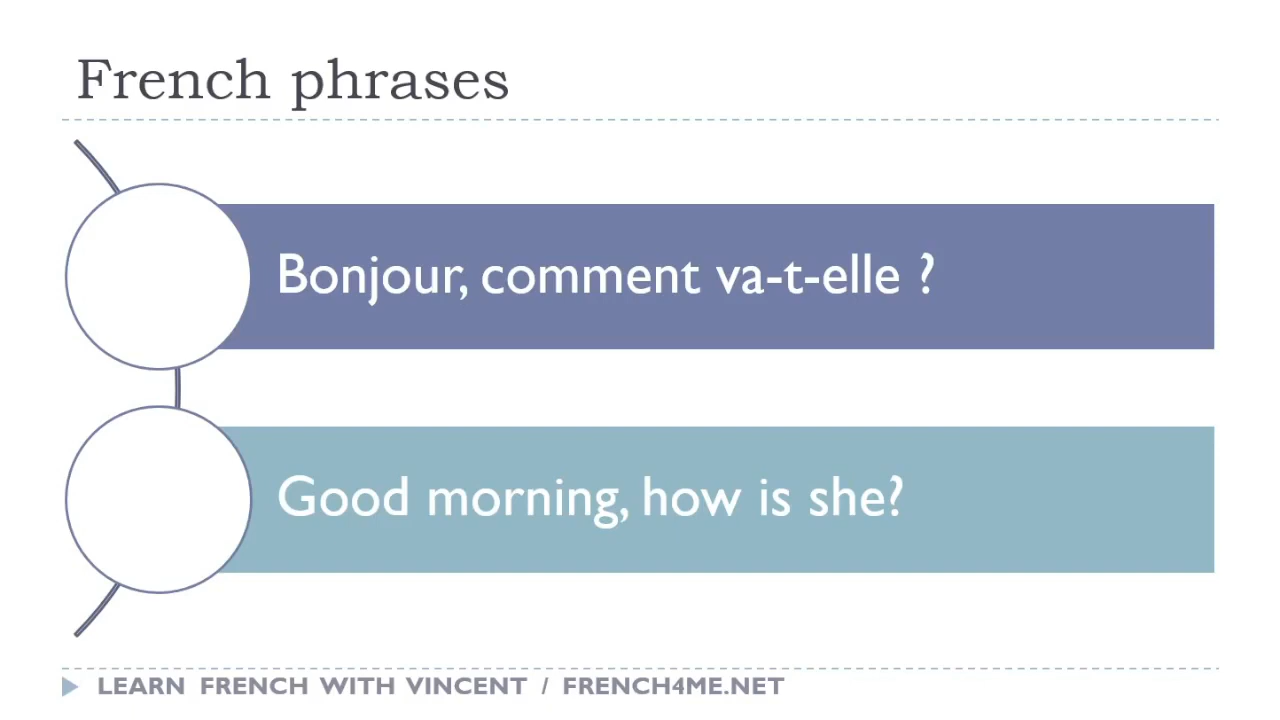 French phrases
Bonjour, comment va-t-elle ?
Good morning, how is she?
LEARN FRENCH WITH VINCENT / FRENCH4ME.NET